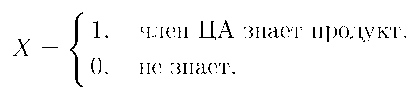 X = { 1, член ЦА знает продукт,
0, не знает.